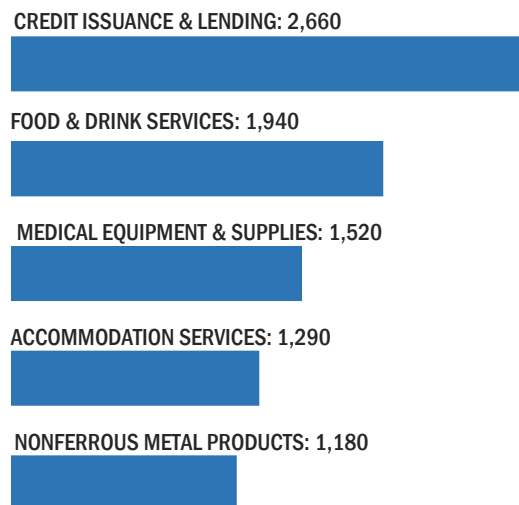 CREDIT ISSUANCE & LENDING: 2,660
FOOD & DRINK SERVICES: 1,940
MEDICAL EQUIPMENT & SUPPLIES: 1,520
ACCOMMODATION SERVICES: 1,290
NONFERROUS METAL PRODUCTS: 1,180